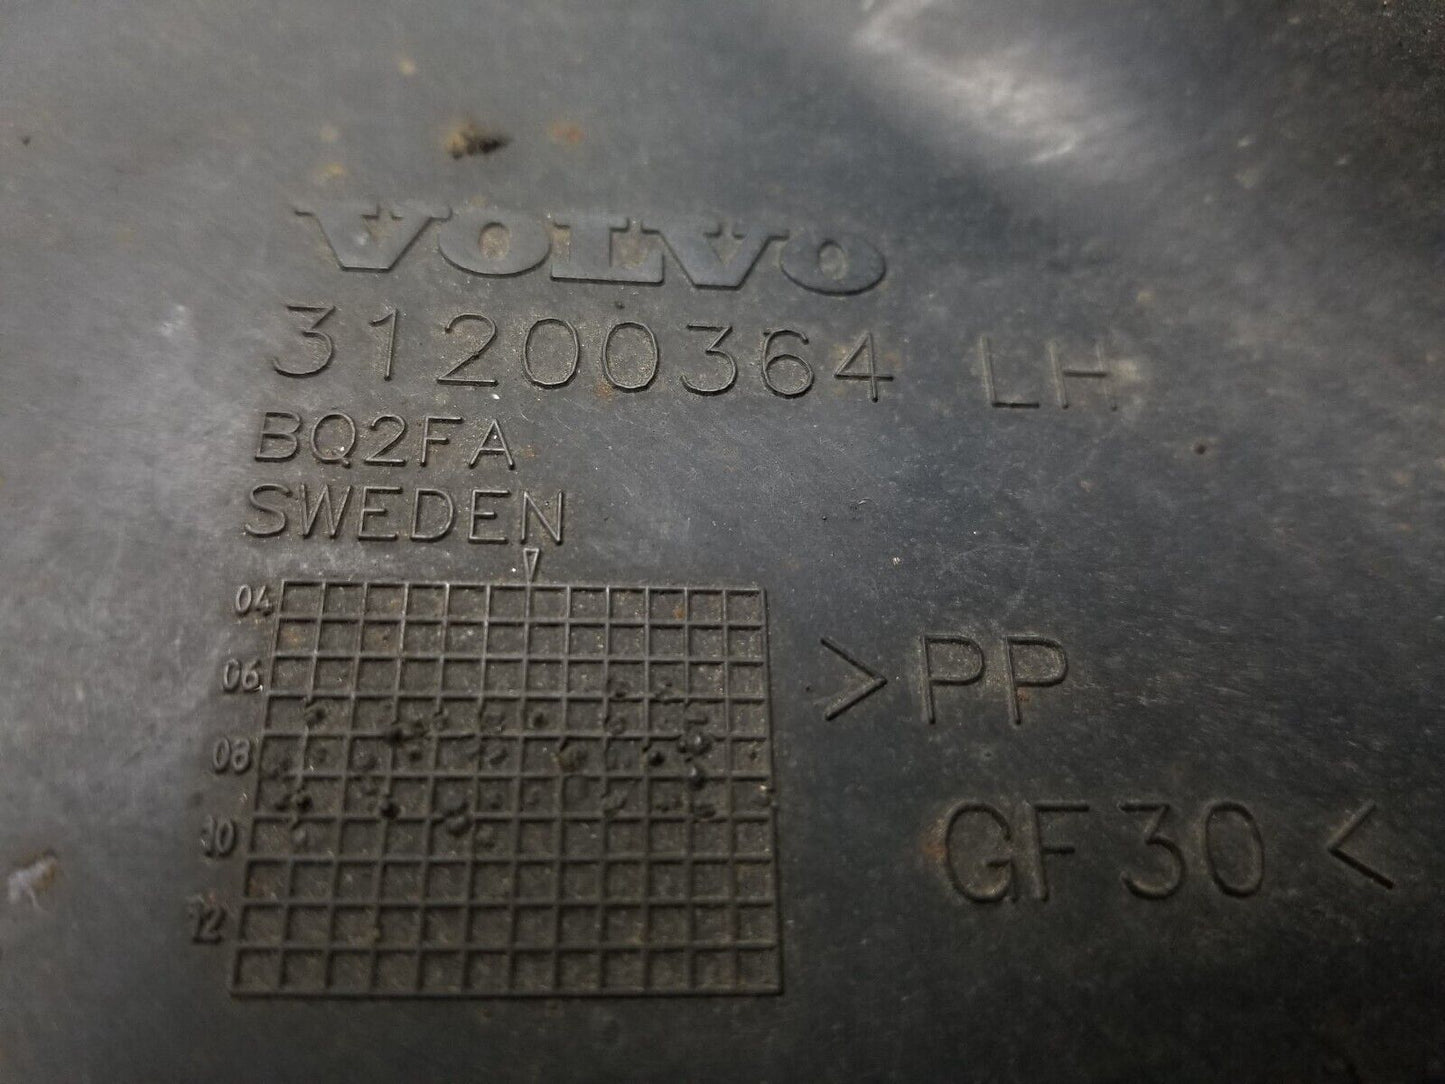 VOLVO
31200364 LH
BQ2FA
SWEDEN
04
06
08
10
12
>PP
GF30<